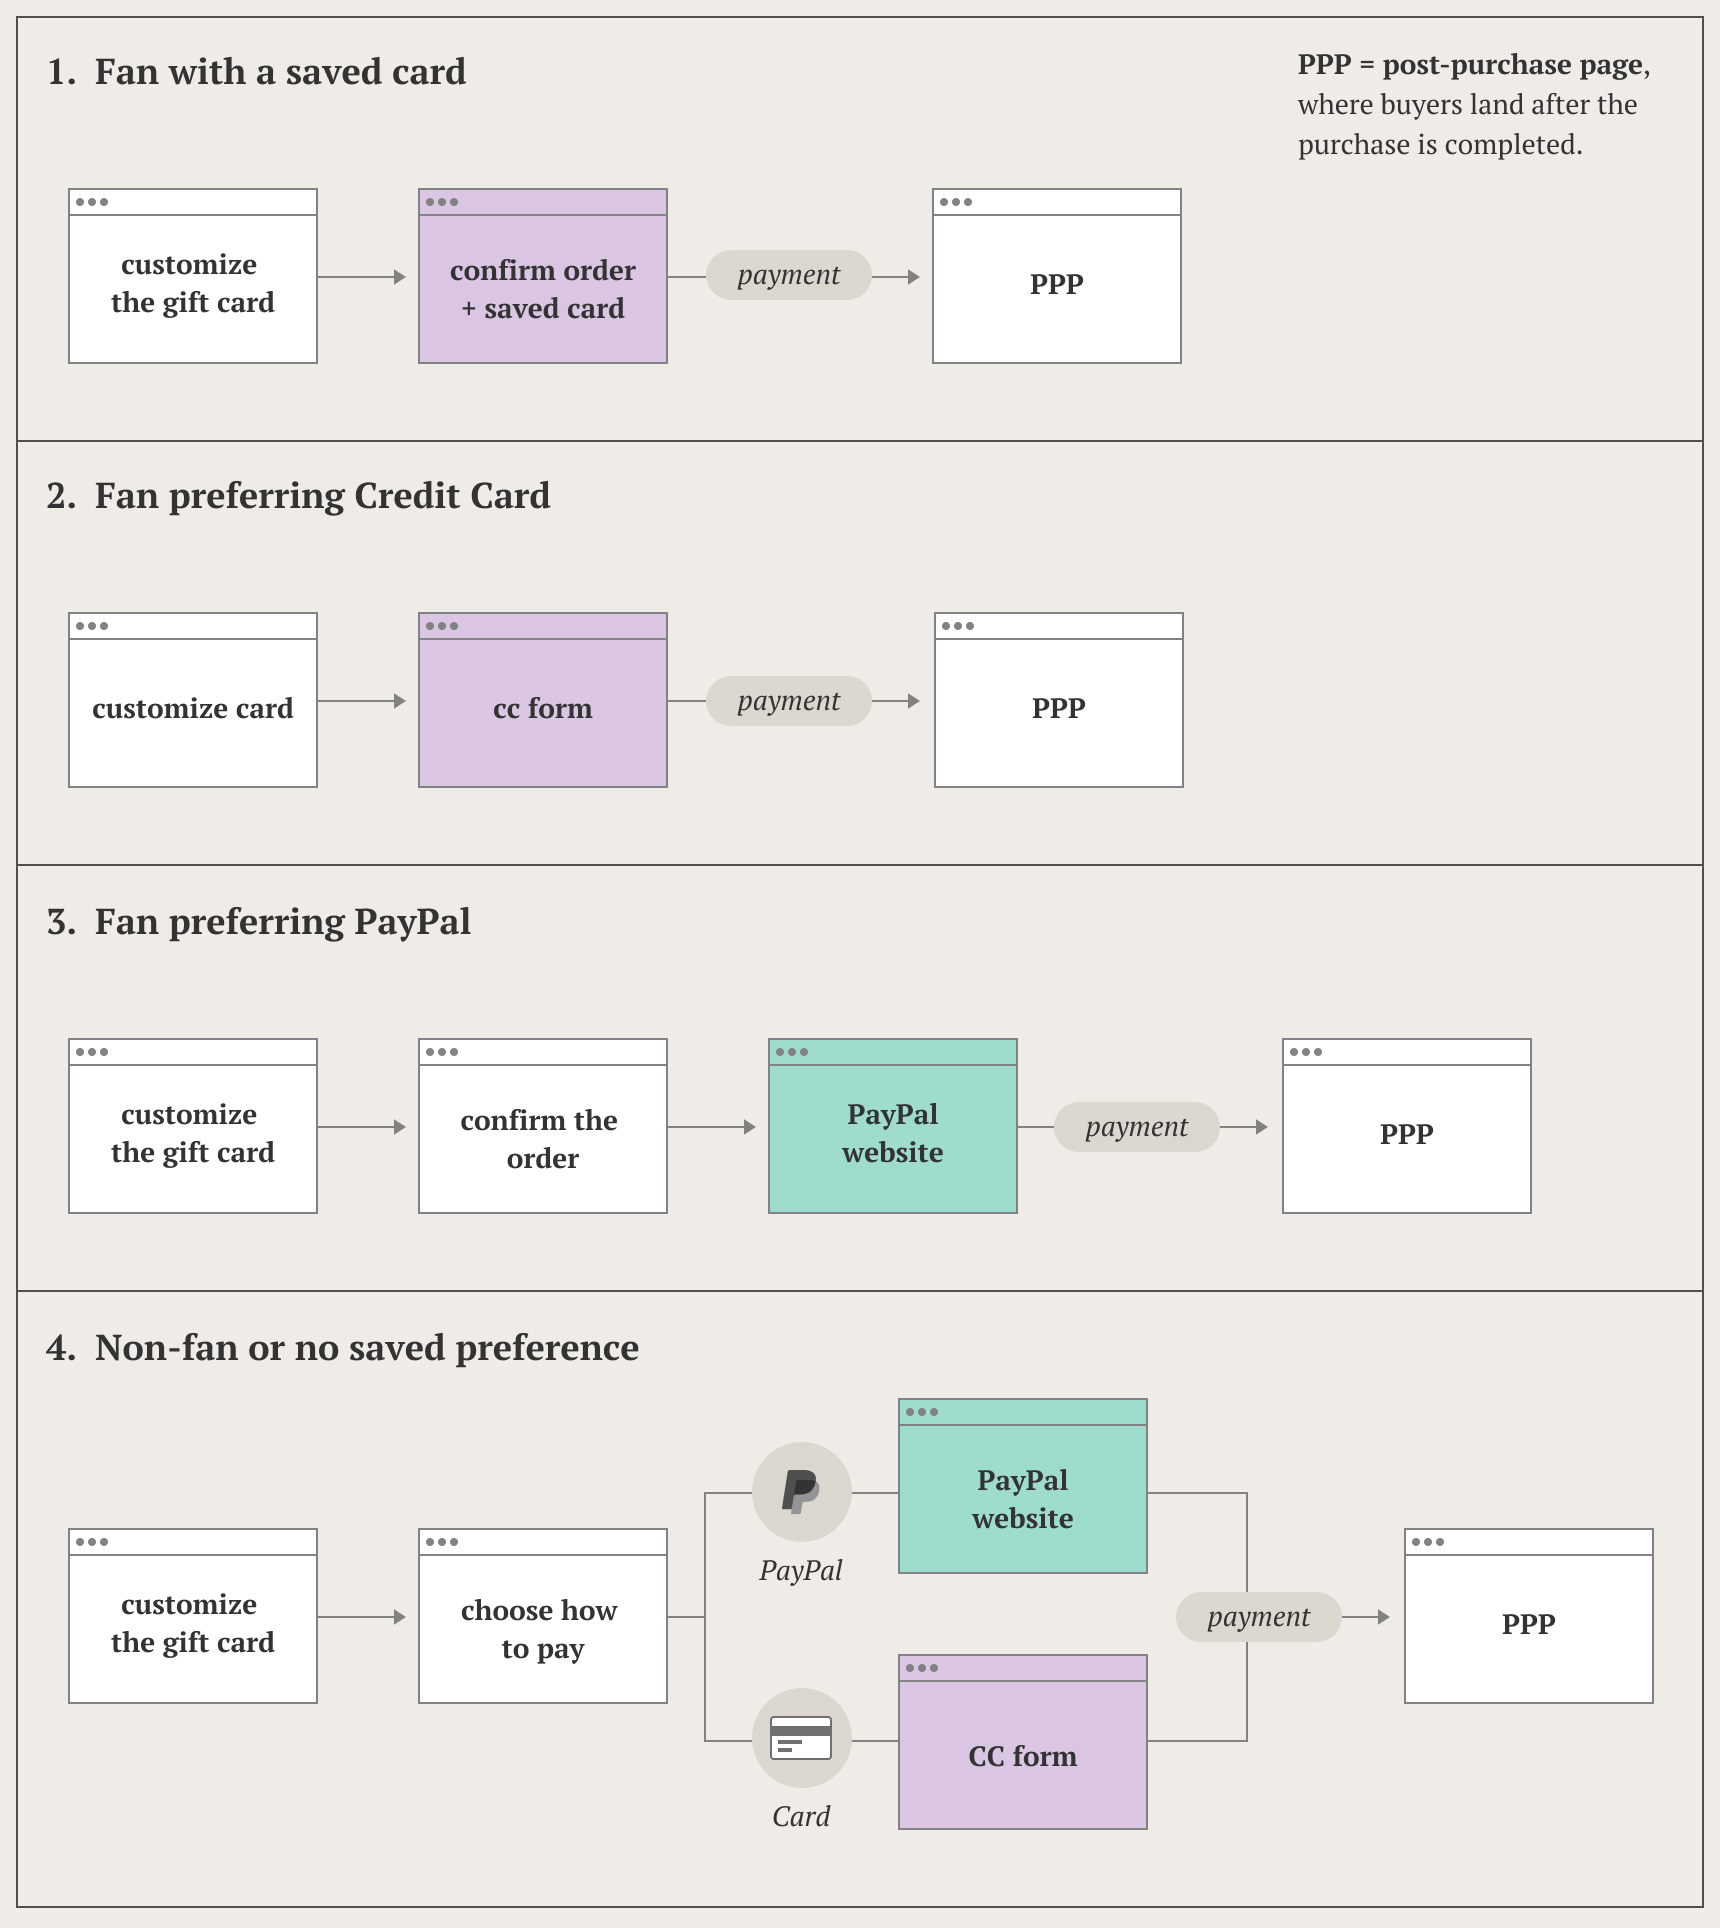 1. Fan with a saved card
PPP = post-purchase page,
where buyers land after the
purchase is completed.
customize
the gift card
confirm order
+ saved card
payment
PPP
2. Fan preferring Credit Card
customize card
cc form
payment
PPP
3. Fan preferring PayPal
customize
the gift card
confirm the
order
PayPal
website
payment
PPP
4. Non-fan or no saved preference
customize
the gift card
choose how
to pay
PayPal
PayPal
website
Card
CC form
payment
PPP